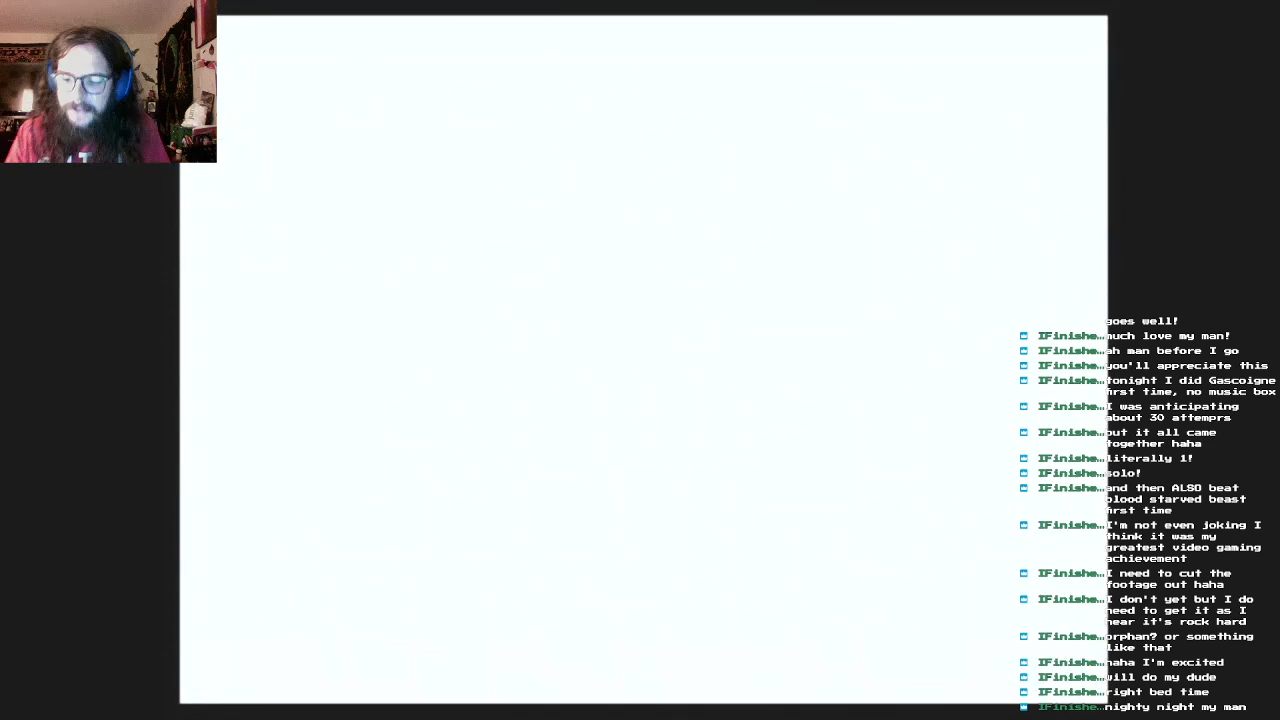 goes well!
IFinishe… much love my man!
IFinishe… ah man before I go
IFinishe… you'll appreciate this
IFinishe… tonight I did Gascoigne
first time, no music box
IFinishe… I was anticipating
about 30 attemprs
IFinishe… but it all came
together haha
IFinishe… literally 1!
IFinishe… solo!
IFinishe… and then ALSO beat
blood starved beast
first time
IFinishe… I'm not even joking I
think it was my
greatest video gaming
achievement
IFinishe… I need to cut the
footage out haha
IFinishe… I don't yet but I do
need to get it as I
hear it's rock hard
IFinishe… orphan? or something
like that
IFinishe… haha I'm excited
IFinishe… will do my dude
IFinishe… right bed time
IFinishe… nighty night my man